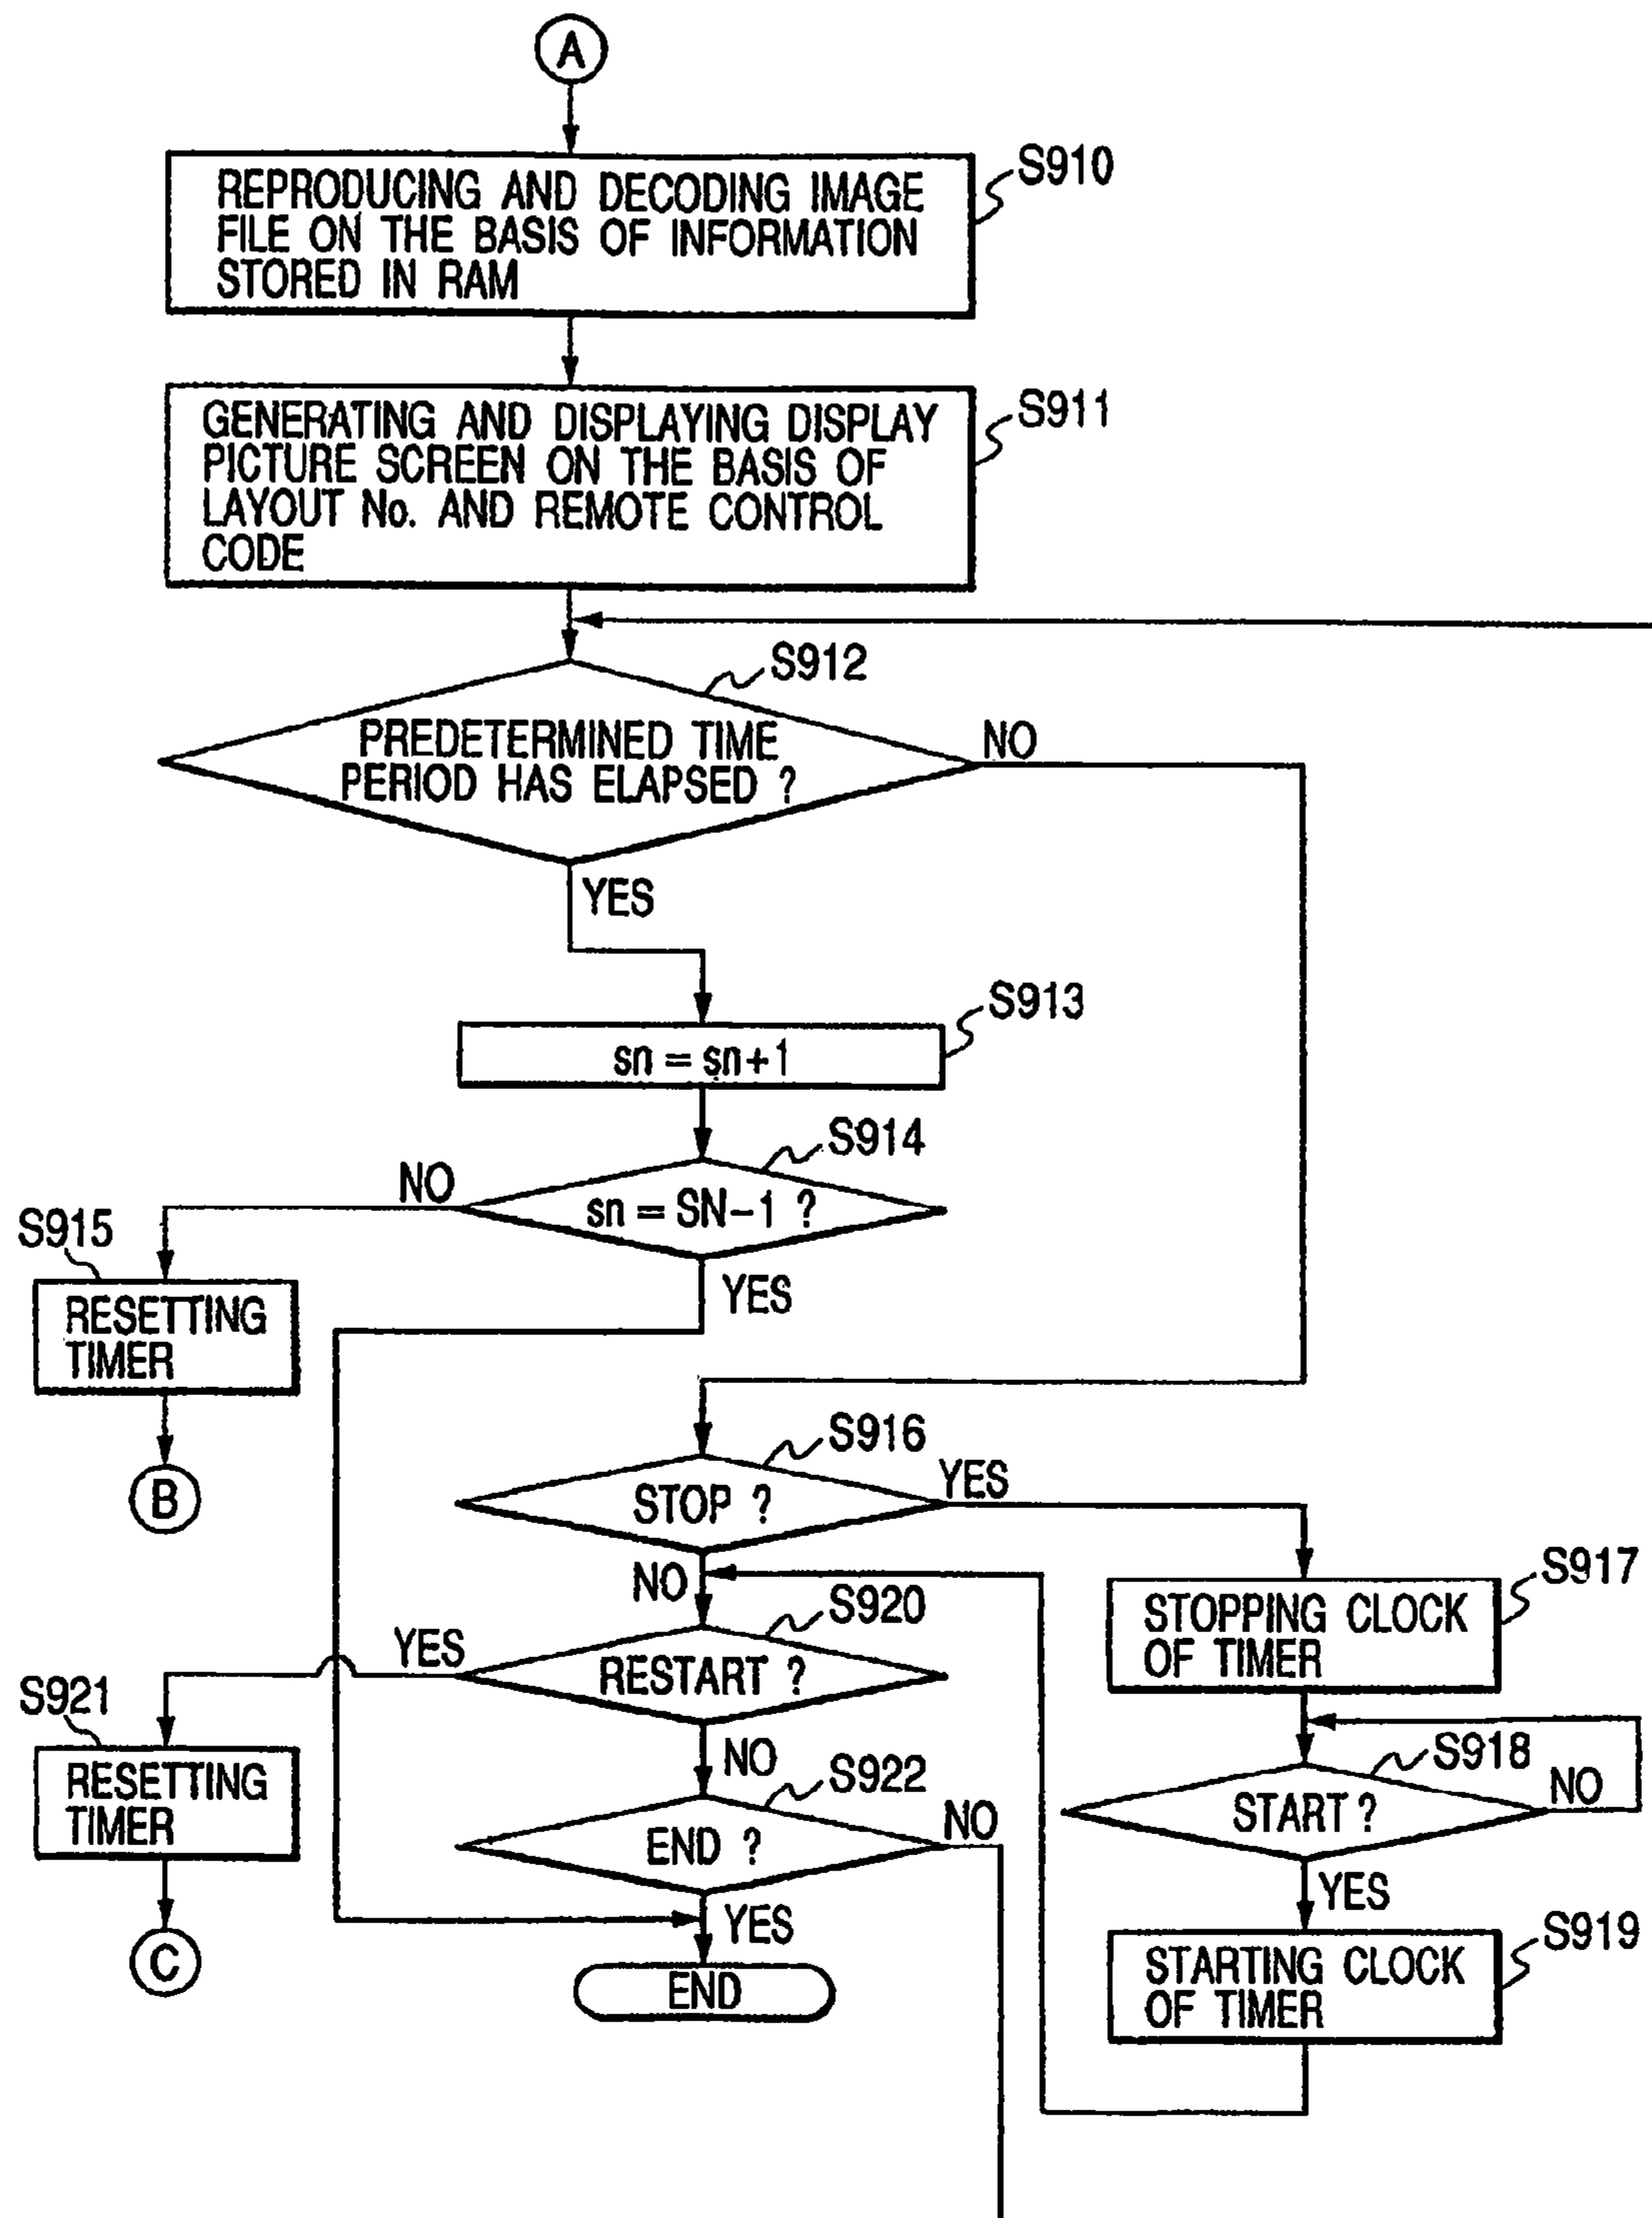 A
REPRODUCING AND DECODING IMAGE
FILE ON THE BASIS OF INFORMATION
STORED IN RAM
S910
GENERATING AND DISPLAYING DISPLAY
PICTURE SCREEN ON THE BASIS OF
LAYOUT No. AND REMOTE CONTROL
CODE
S911
S912
PREDETERMINED TIME
PERIOD HAS ELAPSED ?
NO
YES
S913
sn = sn+1
S914
sn = SN-1 ?
NO
YES
S915
RESETTING
TIMER
B
S916
STOP ?
YES
NO
S917
STOPPING CLOCK
OF TIMER
S918
START ?
NO
YES
S919
STARTING CLOCK
OF TIMER
S920
RESTART ?
YES
NO
S921
RESETTING
TIMER
C
S922
END ?
NO
YES
END